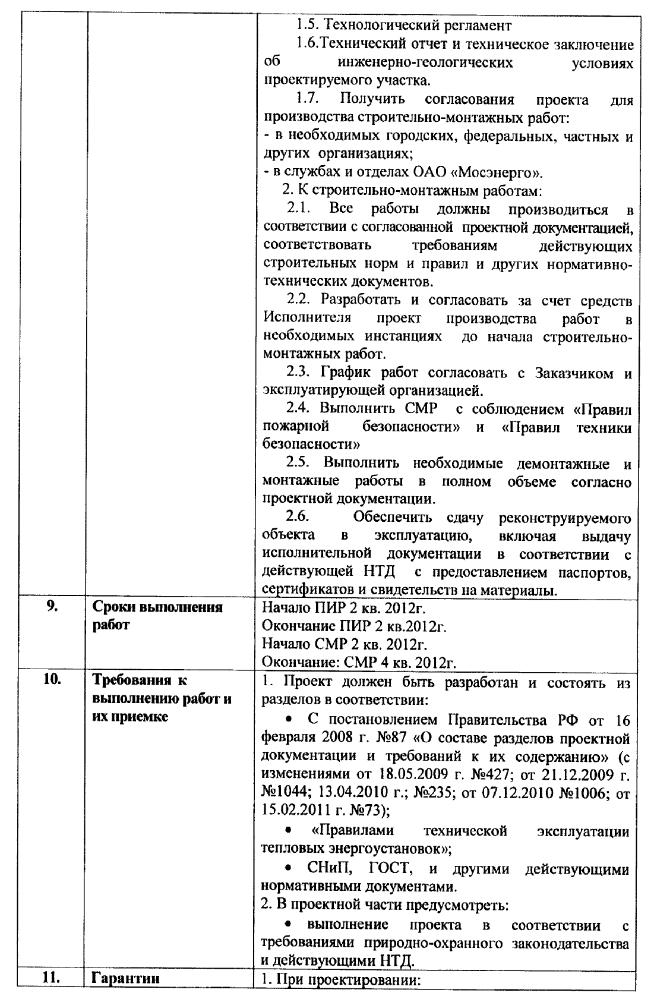 1.5. Технологический регламент
1.6.Технический отчет и техническое заключение
об инженерно-геологических условиях
проектируемого участка.
1.7. Получить согласования проекта для
производства строительно-монтажных работ:
- в необходимых городских, федеральных, частных и
других организациях;
- в службах и отделах ОАО «Мосэнерго».
2. К строительно-монтажным работам:
2.1. Все работы должны производиться в
соответствии с согласованной проектной документацией,
соответствовать требованиям действующих
строительных норм и правил и других нормативно-
технических документов.
2.2. Разработать и согласовать за счет средств
Исполнителя проект производства работ в
необходимых инстанциях до начала строительно-
монтажных работ.
2.3. График работ согласовать с Заказчиком и
эксплуатирующей организацией.
2.4. Выполнить СМР с соблюдением «Правил
пожарной безопасности» и «Правил техники
безопасности»
2.5. Выполнить необходимые демонтажные и
монтажные работы в полном объеме согласно
проектной документации.
2.6. Обеспечить сдачу реконструируемого
объекта в эксплуатацию, включая выдачу
исполнительной документации в соответствии с
действующей НТД с предоставлением паспортов,
сертификатов и свидетельств на материалы.
9. Сроки выполнения Начало ПИР 2 кв. 2012г.
работ Окончание ПИР 2 кв.2012г.
Начало СМР 2 кв. 2012г.
Окончание: СМР 4 кв. 2012г.
10. Требования к 1. Проект должен быть разработан и состоять из
выполнению работ и разделов в соответствии:
их приемке • С постановлением Правительства РФ от 16
февраля 2008 г. №87 «О составе разделов проектной
документации и требований к их содержанию» (с
изменениями от 18.05.2009 г. №427; от 21.12.2009 г.
№1044; 13.04.2010 г.; №235; от 07.12.2010 №1006; от
15.02.2011 г. №73);
• «Правилами технической эксплуатации
тепловых энергоустановок»;
• СНиП, ГОСТ, и другими действующими
нормативными документами.
2. В проектной части предусмотреть:
• выполнение проекта в соответствии с
требованиями природно-охранного законодательства
и действующими НТД.
11. Гарантии 1. При проектировании: